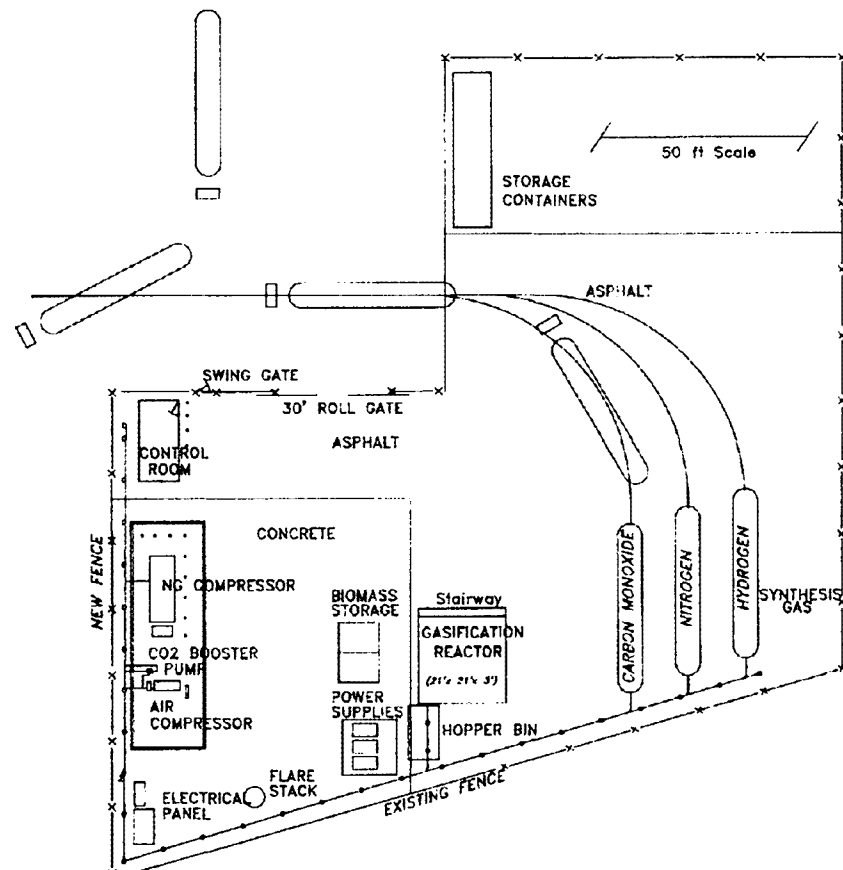 50 ft Scale
STORAGE
CONTAINERS
ASPHALT
SWING GATE
30' ROLL GATE
ASPHALT
CONTROL
ROOM
CONCRETE
NEW FENCE
NG COMPRESSOR
BIOMASS
STORAGE
Stairway
GASIFICATION
REACTOR
(21'x 21'x 3')
CARBON MONOXIDE
NITROGEN
HYDROGEN
SYNTHESIS
GAS
CO2 BOOSTER
PUMP
AIR
COMPRESSOR
POWER
SUPPLIES
HOPPER BIN
FLARE
STACK
ELECTRICAL
PANEL
EXISTING FENCE